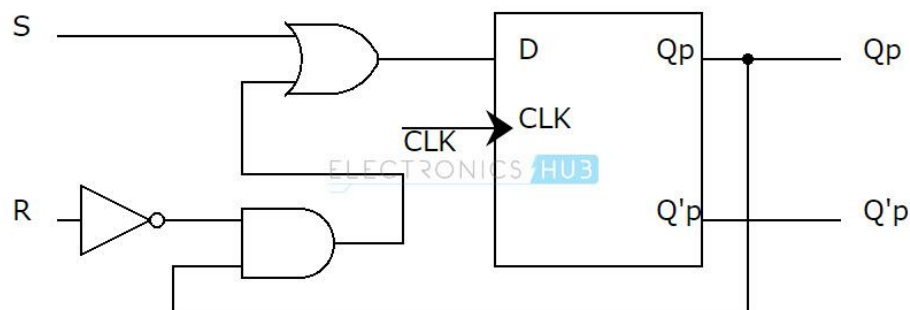 S
D
Qp
Qp
CLK
CLK
ELECTRONICS HUB
R
Q'p
Q'p